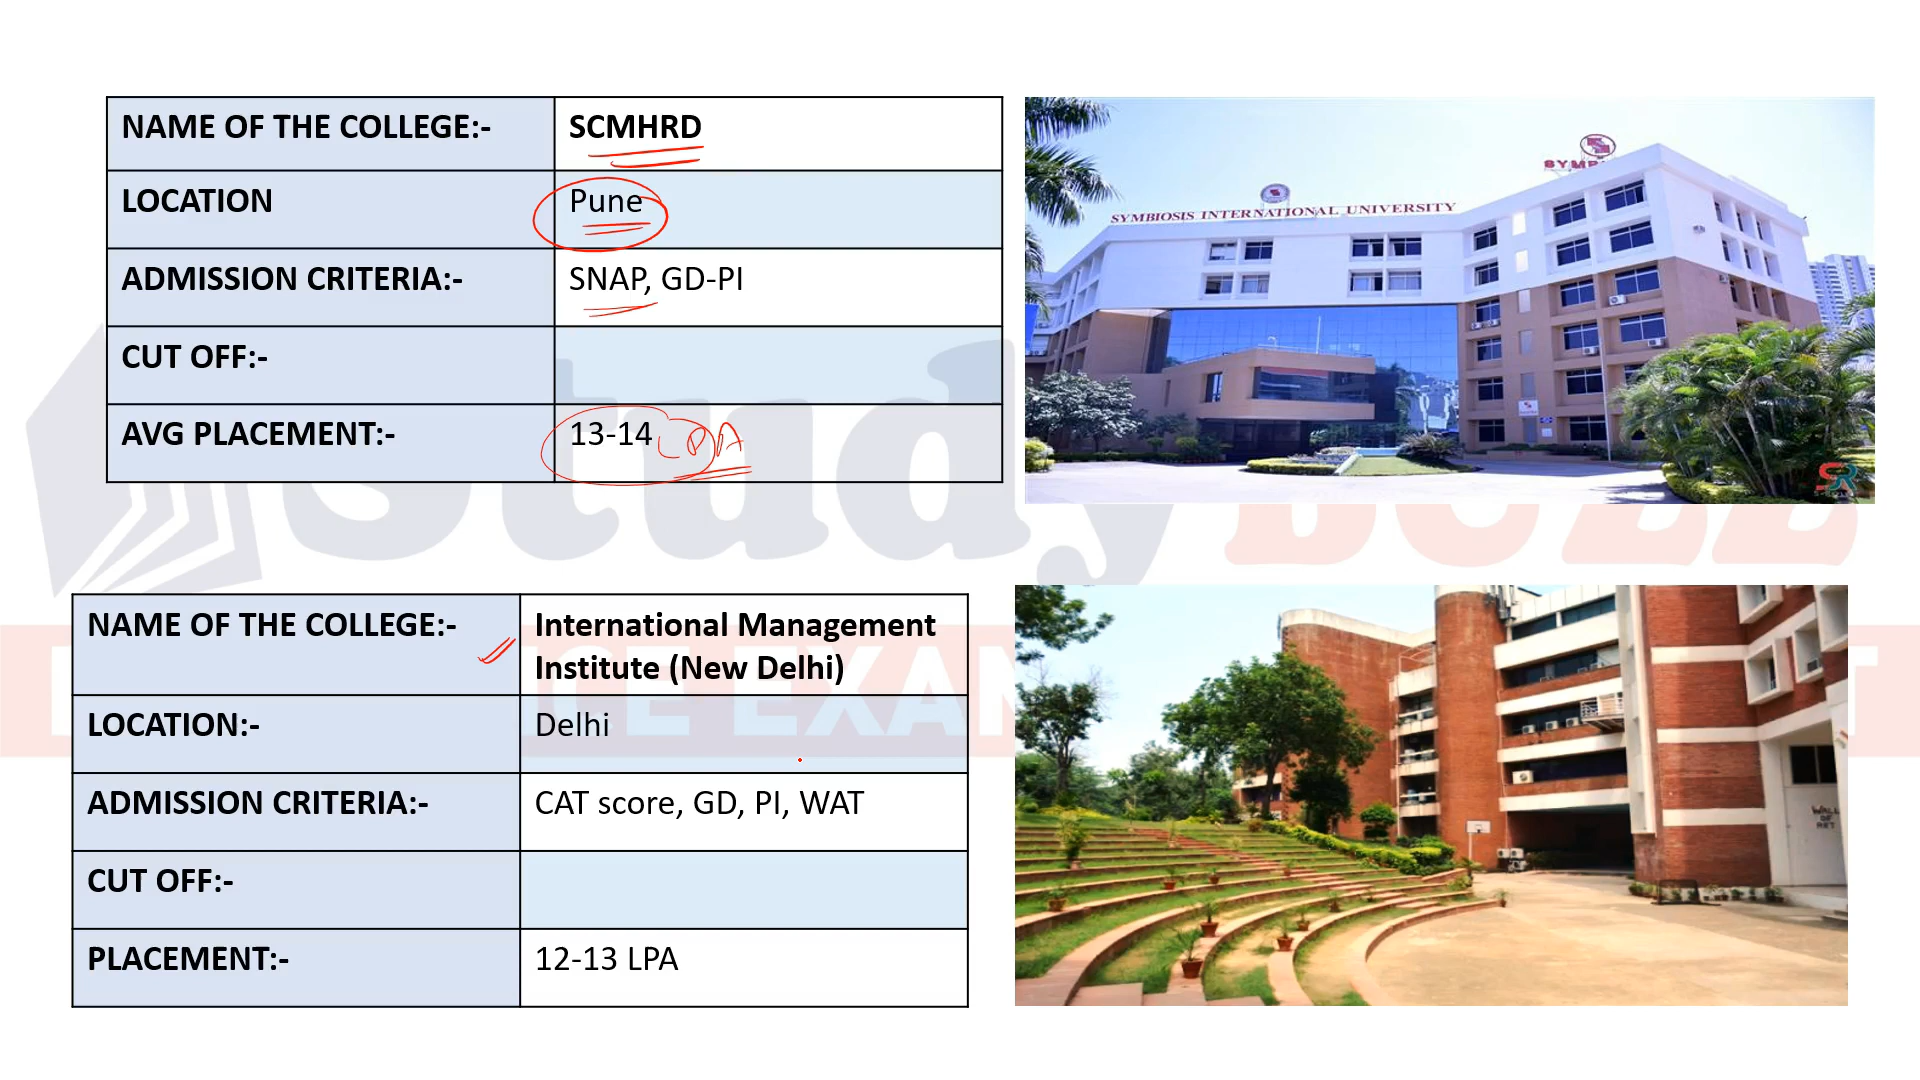 NAME OF THE COLLEGE:- SCMHRD
LOCATION Pune
ADMISSION CRITERIA:- SNAP, GD-PI
CUT OFF:-
AVG PLACEMENT:- 13-14 LPA
SYMBIOSIS INTERNATIONAL UNIVERSITY
Study
NAME OF THE COLLEGE:- International Management
Institute (New Delhi)
LOCATION:- Delhi
ADMISSION CRITERIA:- CAT score, GD, PI, WAT
CUT OFF:-
PLACEMENT:- 12-13 LPA